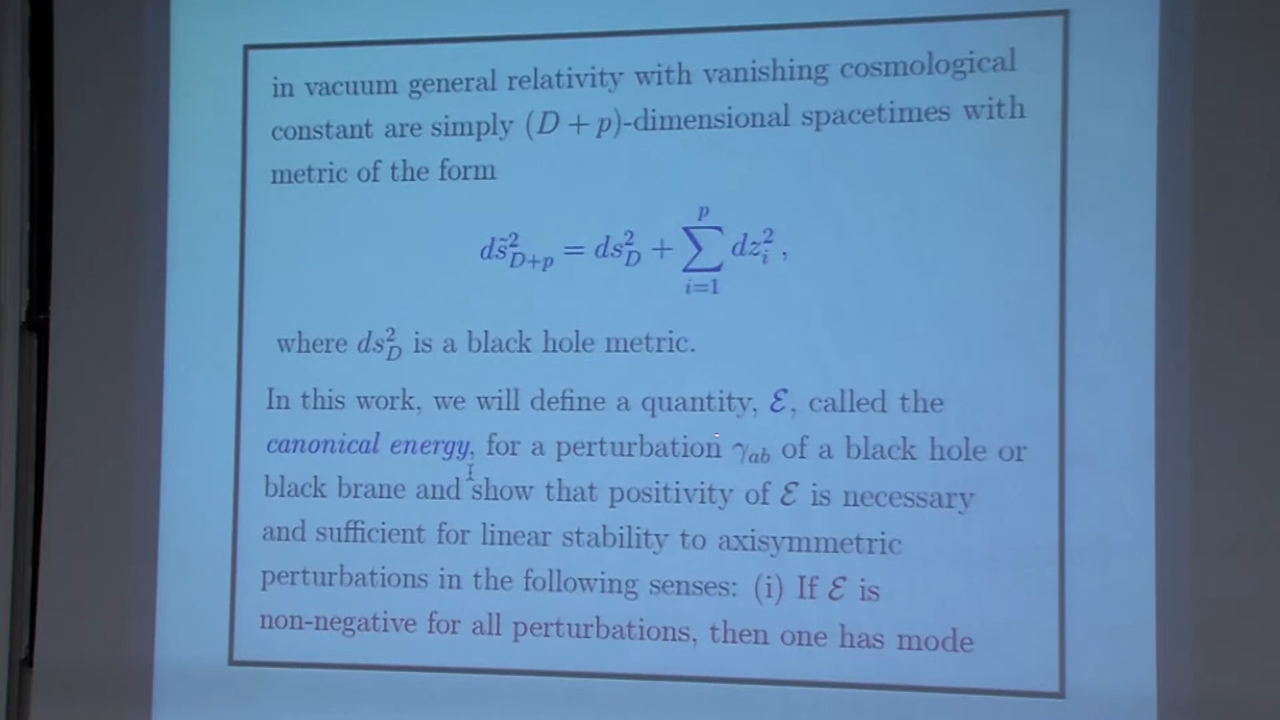 in vacuum general relativity with vanishing cosmological
constant are simply (D + p)-dimensional spacetimes with
metric of the form
ds̃²_{D+p} = ds²_D + ∑_{i=1}^{p} dz²_i ,
where ds²_D is a black hole metric.
In this work, we will define a quantity, ℰ, called the
canonical energy, for a perturbation γ_{ab} of a black hole or
black brane and show that positivity of ℰ is necessary
and sufficient for linear stability to axisymmetric
perturbations in the following senses: (i) If ℰ is
non-negative for all perturbations, then one has mode